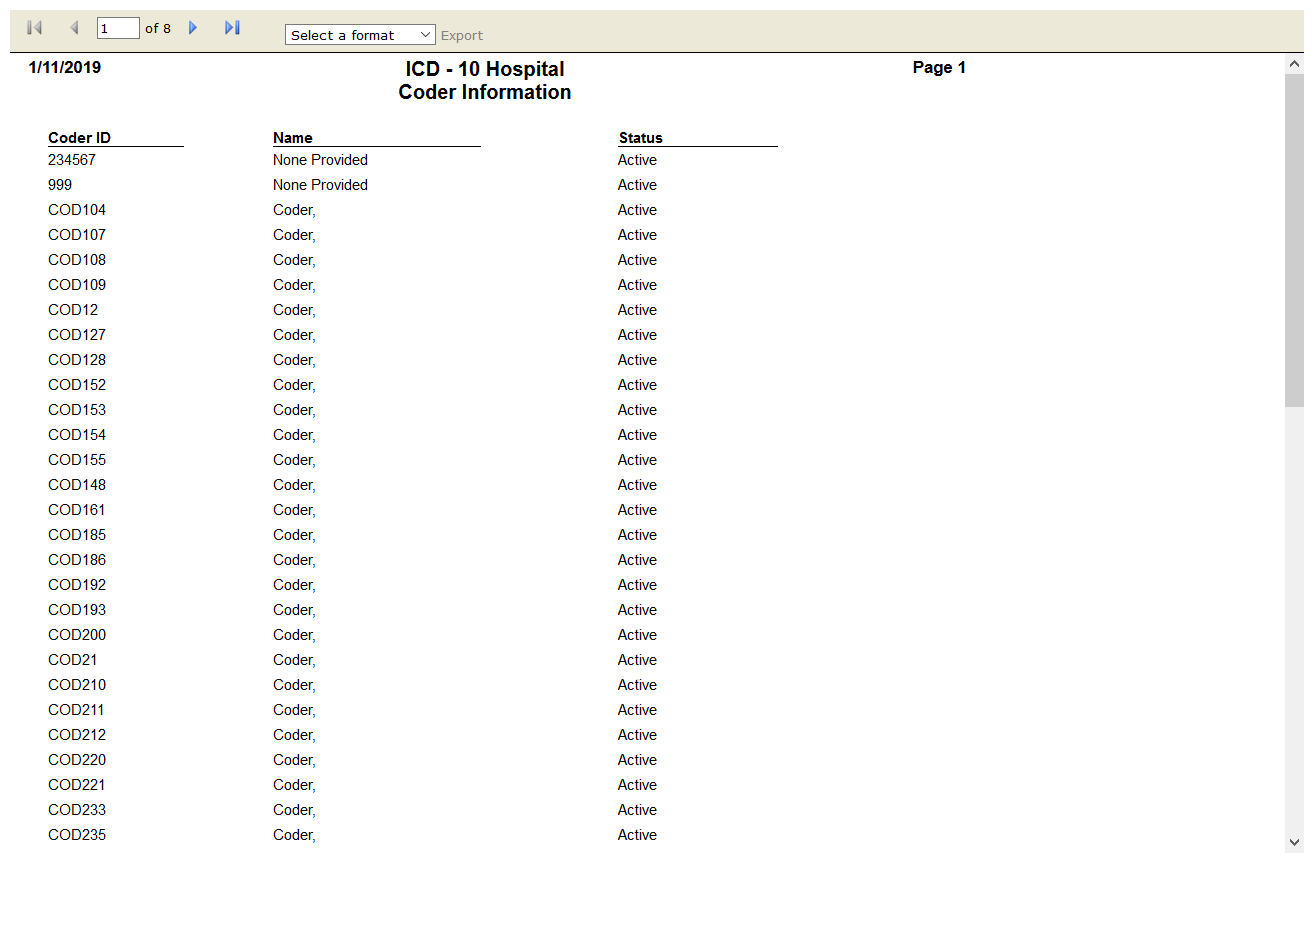 1 of 8 Select a format Export
1/11/2019 ICD - 10 Hospital Page 1
Coder Information
Coder ID Name Status
234567 None Provided Active
999 None Provided Active
COD104 Coder, Active
COD107 Coder, Active
COD108 Coder, Active
COD109 Coder, Active
COD12 Coder, Active
COD127 Coder, Active
COD128 Coder, Active
COD152 Coder, Active
COD153 Coder, Active
COD154 Coder, Active
COD155 Coder, Active
COD148 Coder, Active
COD161 Coder, Active
COD185 Coder, Active
COD186 Coder, Active
COD192 Coder, Active
COD193 Coder, Active
COD200 Coder, Active
COD21 Coder, Active
COD210 Coder, Active
COD211 Coder, Active
COD212 Coder, Active
COD220 Coder, Active
COD221 Coder, Active
COD233 Coder, Active
COD235 Coder, Active